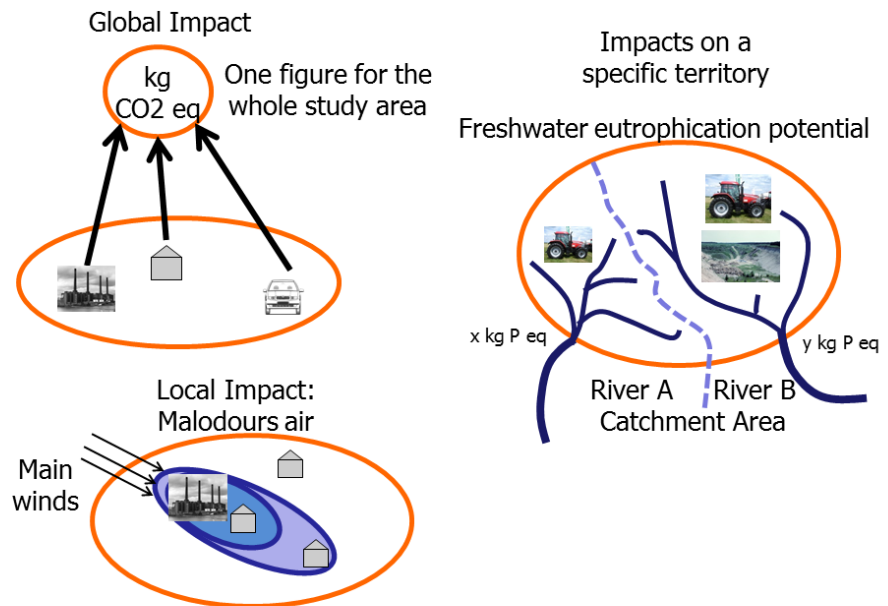 Global Impact
kg
CO2 eq
One figure for the
whole study area
Local Impact:
Malodours air
Main
winds
Impacts on a
specific territory
Freshwater eutrophication potential
x kg P eq
y kg P eq
River A
River B
Catchment Area